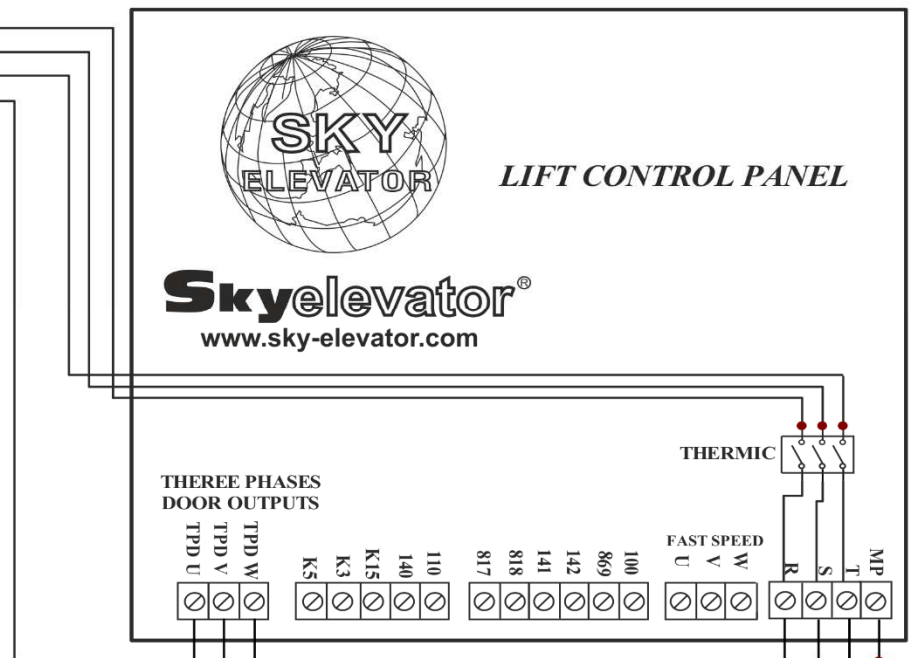 SKY
ELEVATOR
LIFT CONTROL PANEL
Skyelevator®
www.sky-elevator.com
THERMIC
THEREE PHASES
DOOR OUTPUTS
TPD U
TPD V
TPD W
K5
K3
K15
140
110
817
818
141
142
869
100
FAST SPEED
U
V
W
R
S
T
MP